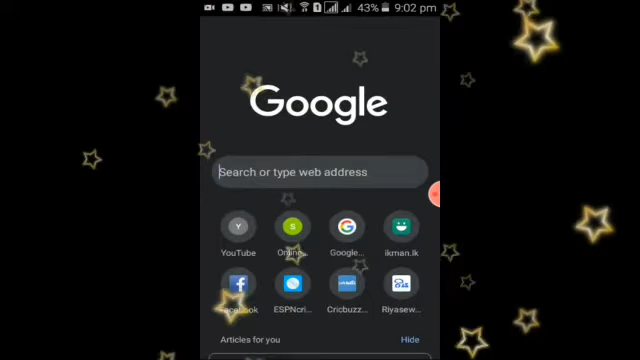 43% 9:02 pm
Google
Search or type web address
YouTube Online... Google... ikman.lk
Facebook ESPNcri... Cricbuzz... Riyasew...
Articles for you Hide